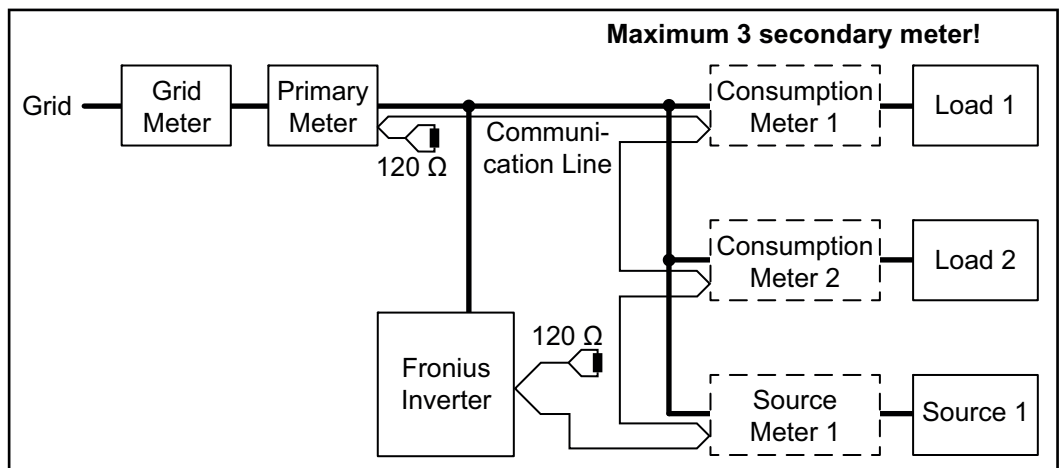 Maximum 3 secondary meter!
Grid
Grid
Meter
Primary
Meter
120 Ω
Communi-
cation Line
Consumption
Meter 1
Load 1
Consumption
Meter 2
Load 2
Fronius
Inverter
120 Ω
Source
Meter 1
Source 1